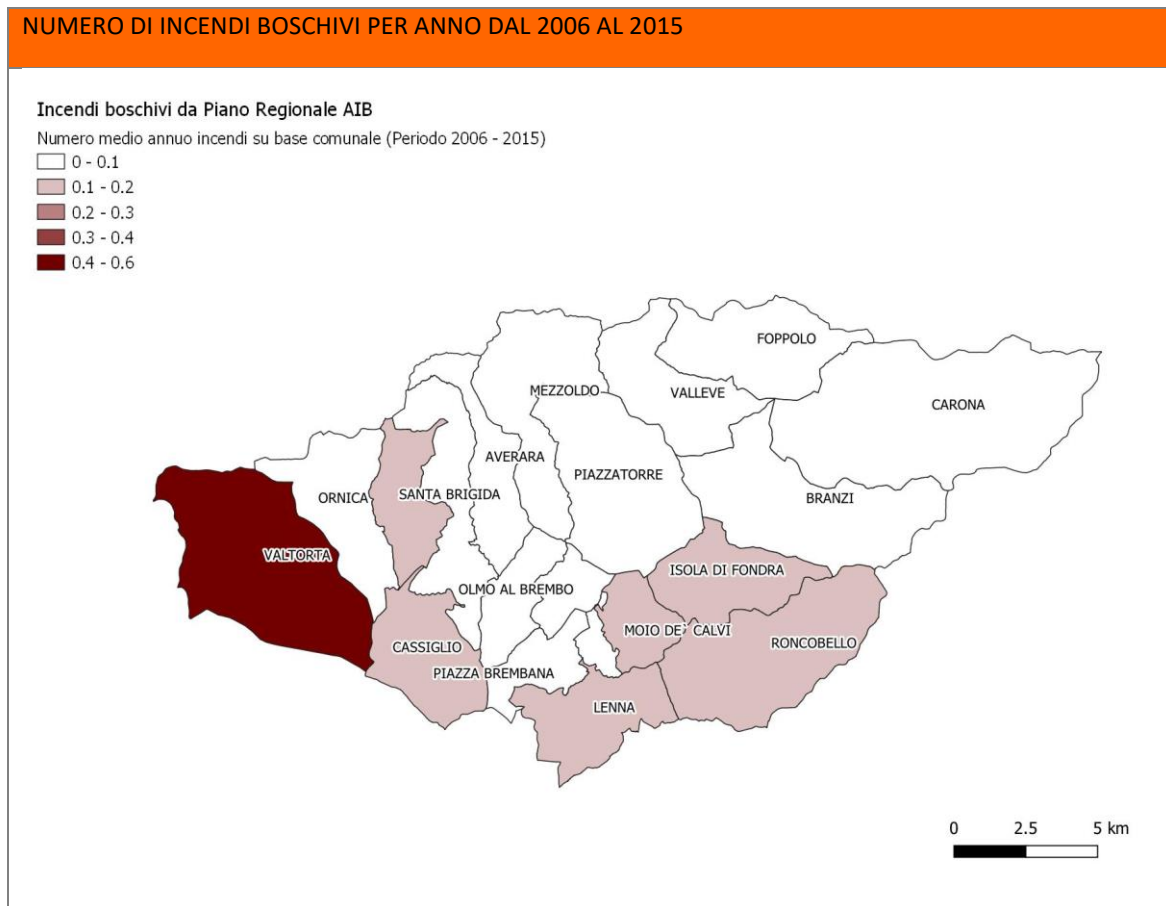 NUMERO DI INCENDI BOSCHIVI PER ANNO DAL 2006 AL 2015
Incendi boschivi da Piano Regionale AIB
Numero medio annuo incendi su base comunale (Periodo 2006 - 2015)
0 - 0.1
0.1 - 0.2
0.2 - 0.3
0.3 - 0.4
0.4 - 0.6
FOPPOLO
MEZZOLDO
VALLEVE
CARONA
AVERARA
PIAZZATORRE
ORNICA
SANTA BRIGIDA
BRANZI
VALTORTA
ISOLA DI FONDRA
OLMO AL BREMBO
MOIO DE' CALVI
CASSIGLIO
RONCOBELLO
PIAZZA BREMBANA
LENNA
0 2.5 5 km